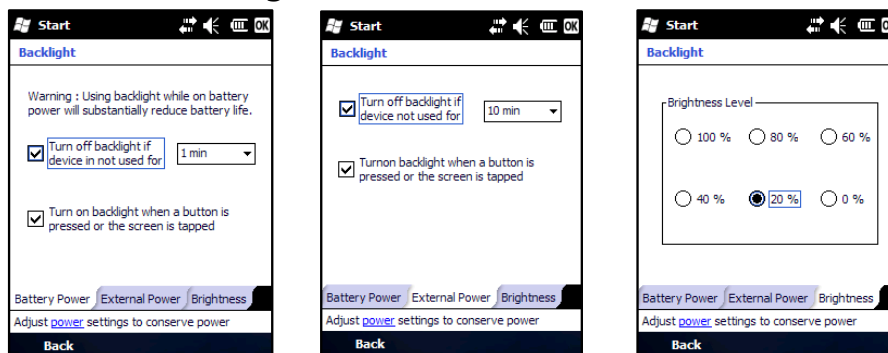 Start OK
Backlight
Warning : Using backlight while on battery
power will substantially reduce battery life.
Turn off backlight if
device in not used for
1 min
Turn on backlight when a button is
pressed or the screen is tapped
Battery Power External Power Brightness
Adjust power settings to conserve power
Back
Start OK
Backlight
Turn off backlight if
device not used for
10 min
Turnon backlight when a button is
pressed or the screen is tapped
Battery Power External Power Brightness
Adjust power settings to conserve power
Back
Start
Backlight
Brightness Level
100 % 80 % 60 %
40 % 20 % 0 %
Battery Power External Power Brightness
Adjust power settings to conserve power
Back